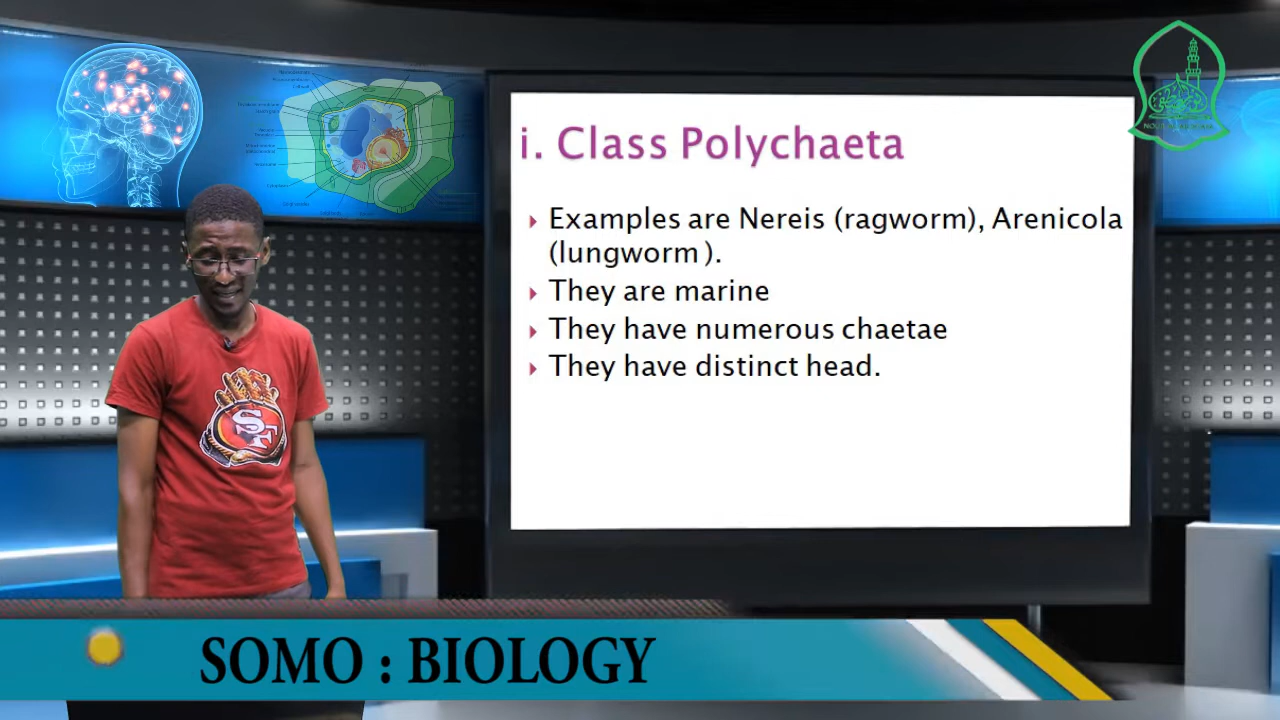 i. Class Polychaeta
Examples are Nereis (ragworm), Arenicola
(lungworm ).
They are marine
They have numerous chaetae
They have distinct head.
SF
SOMO : BIOLOGY